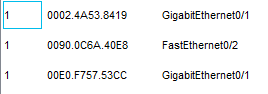 1 0002.4A53.8419 GigabitEthernet0/1
1 0090.0C6A.40E8 FastEthernet0/2
1 00E0.F757.53CC GigabitEthernet0/1